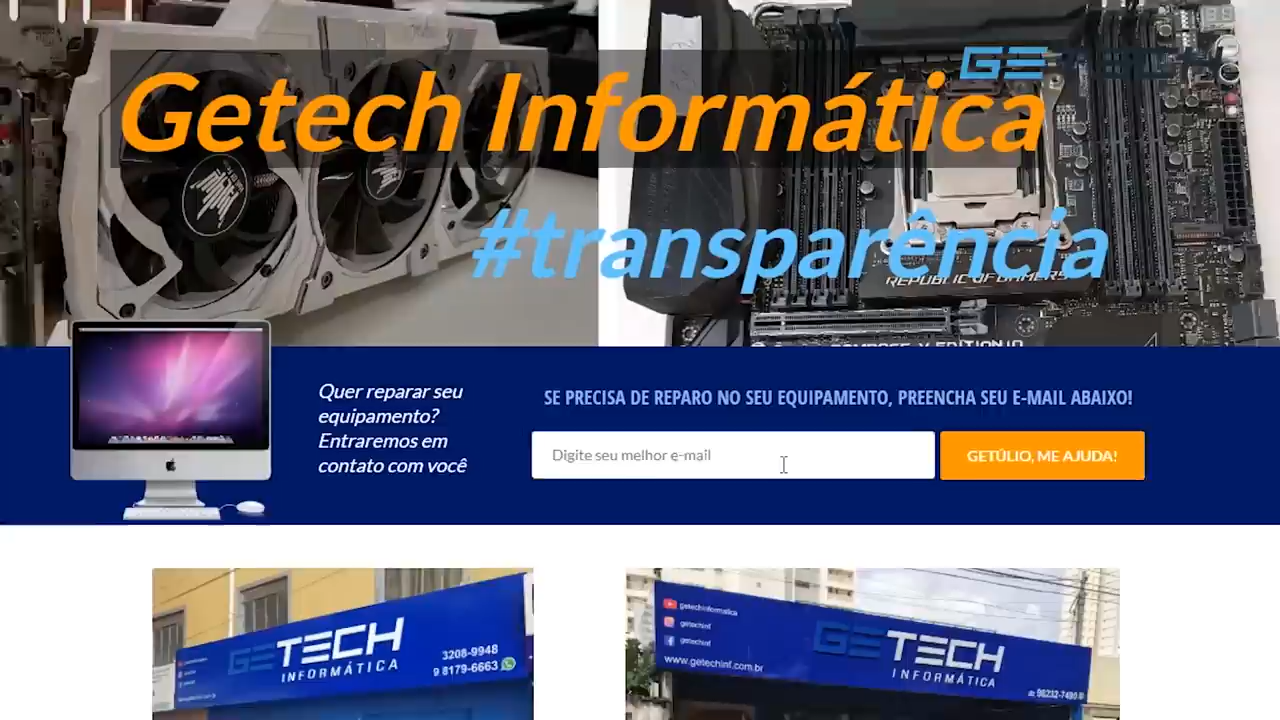 GETECH
Getech Informática
#transparência
REPUBLIC OF GAMERS
Quer reparar seu
equipamento?
Entraremos em
contato com você
SE PRECISA DE REPARO NO SEU EQUIPAMENTO, PREENCHA SEU E-MAIL ABAIXO!
Digite seu melhor e-mail
GETÚLIO, ME AJUDA!
GETECH
INFORMÁTICA
3208-9948
9 8179-6663
getechinformatica
getechinf
getechinf
www.getechinf.com.br
GETECH
INFORMÁTICA